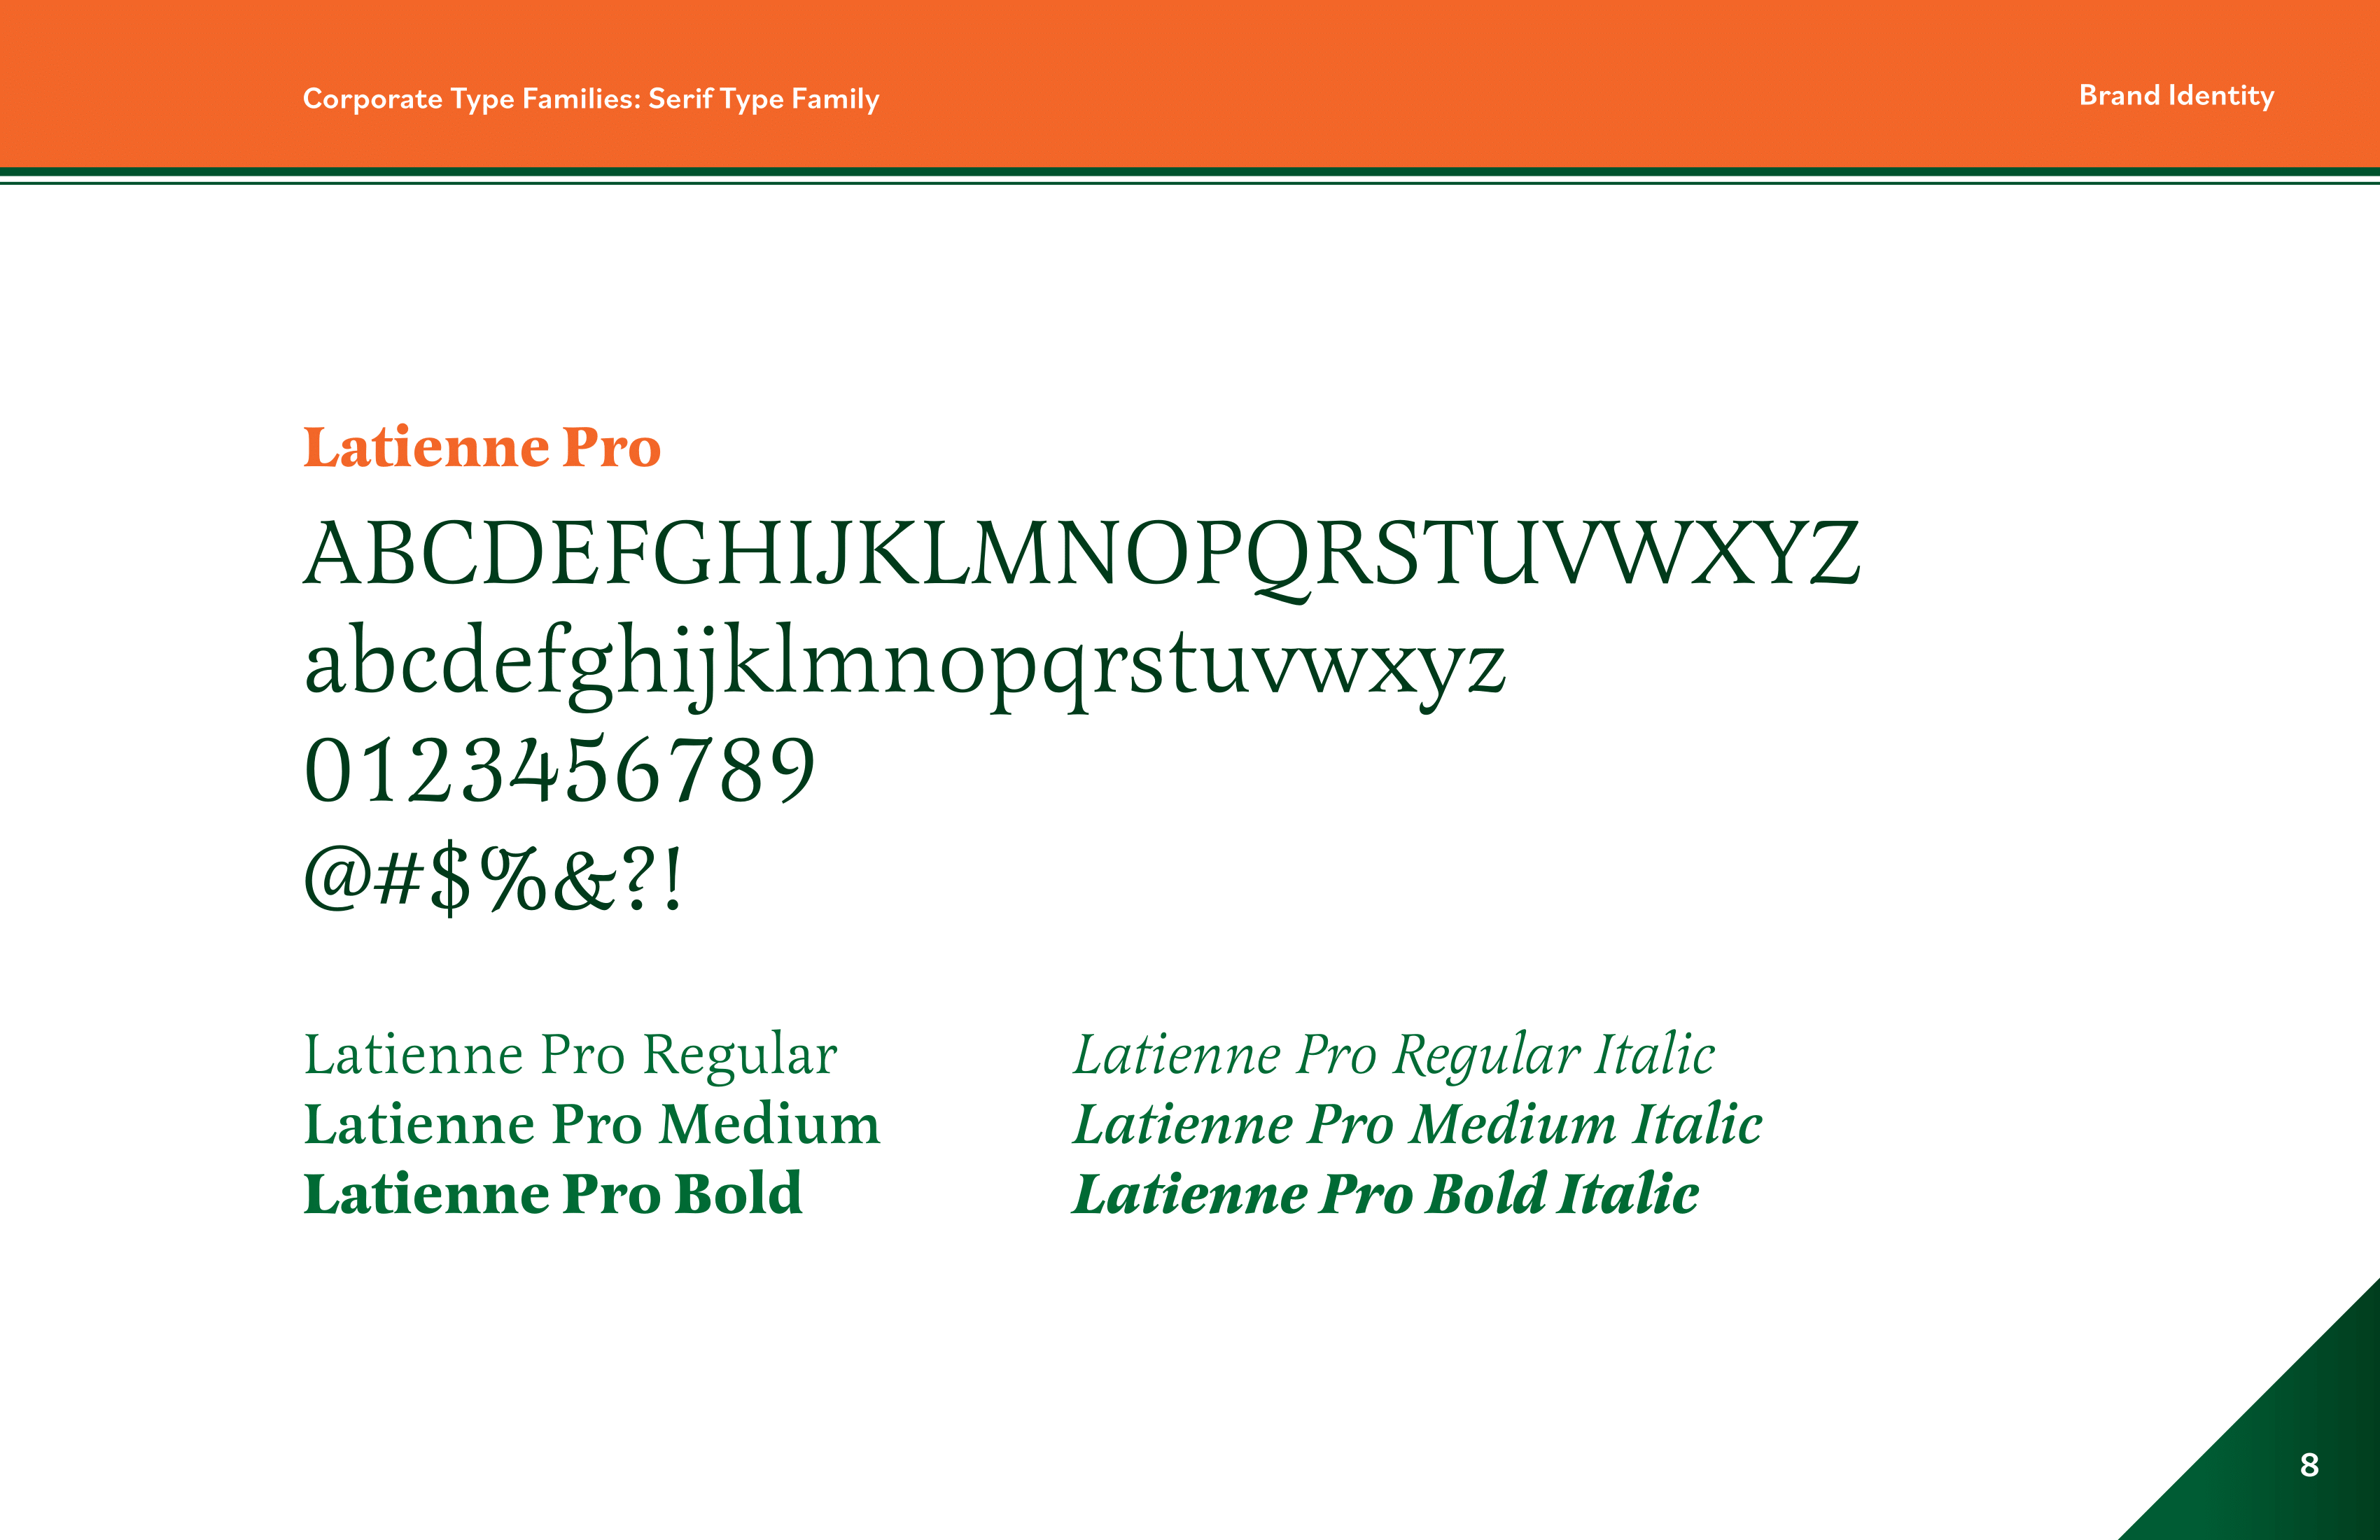 Corporate Type Families: Serif Type Family
Brand Identity
Latienne Pro
ABCDEFGHIJKLMNOPQRSTUVWXYZ
abcdefghijklmnopqrstuvwxyz
0123456789
@#$%&?!
Latienne Pro Regular
Latienne Pro Medium
Latienne Pro Bold
Latienne Pro Regular Italic
Latienne Pro Medium Italic
Latienne Pro Bold Italic
8